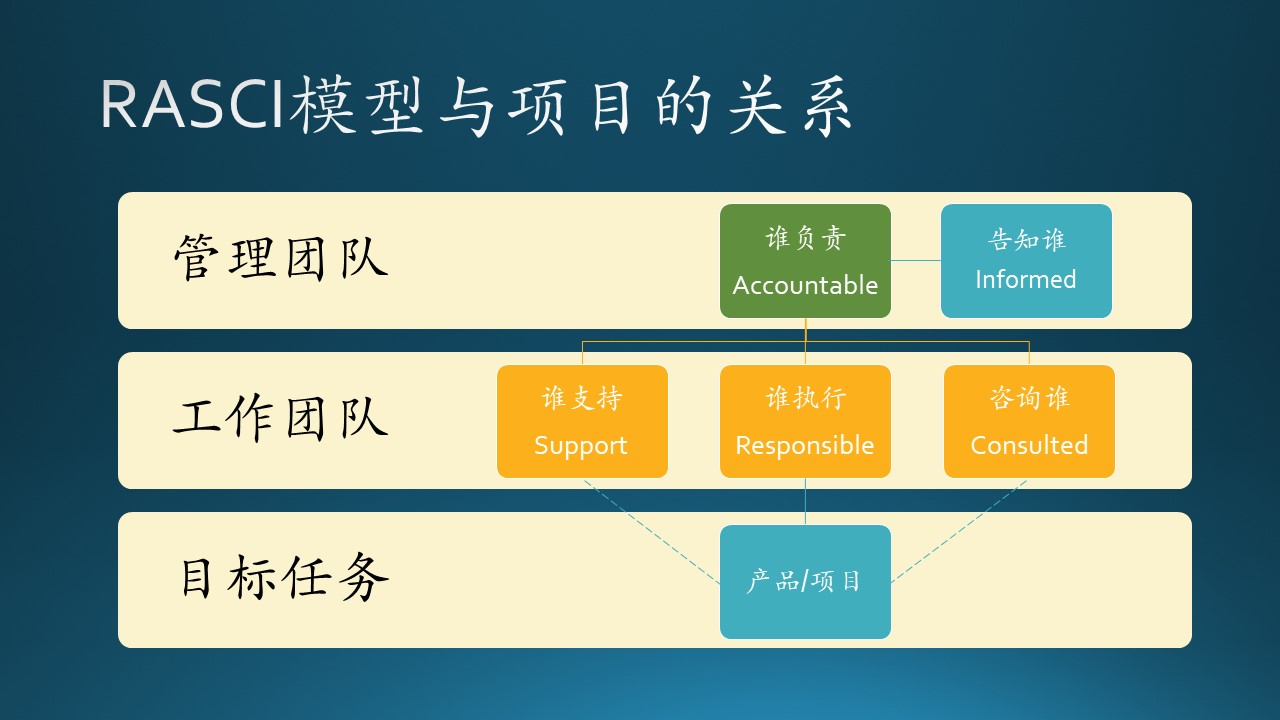 RASCI模型与项目的关系
管理团队
谁负责
Accountable
告知谁
Informed
工作团队
谁支持
Support
谁执行
Responsible
咨询谁
Consulted
目标任务
产品/项目